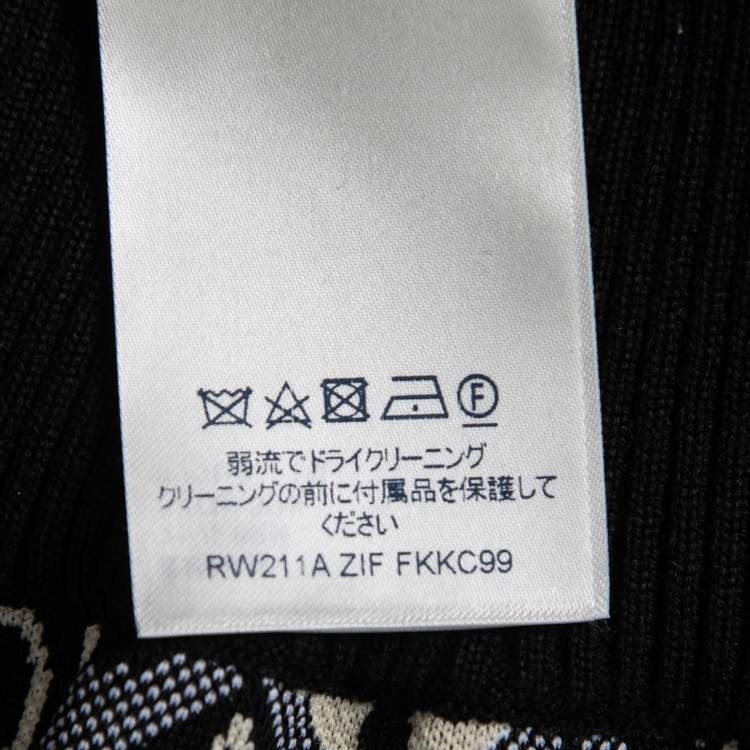 F
弱流でドライクリーニング
クリーニングの前に付属品を保護して
ください
RW211A ZIF FKKC99